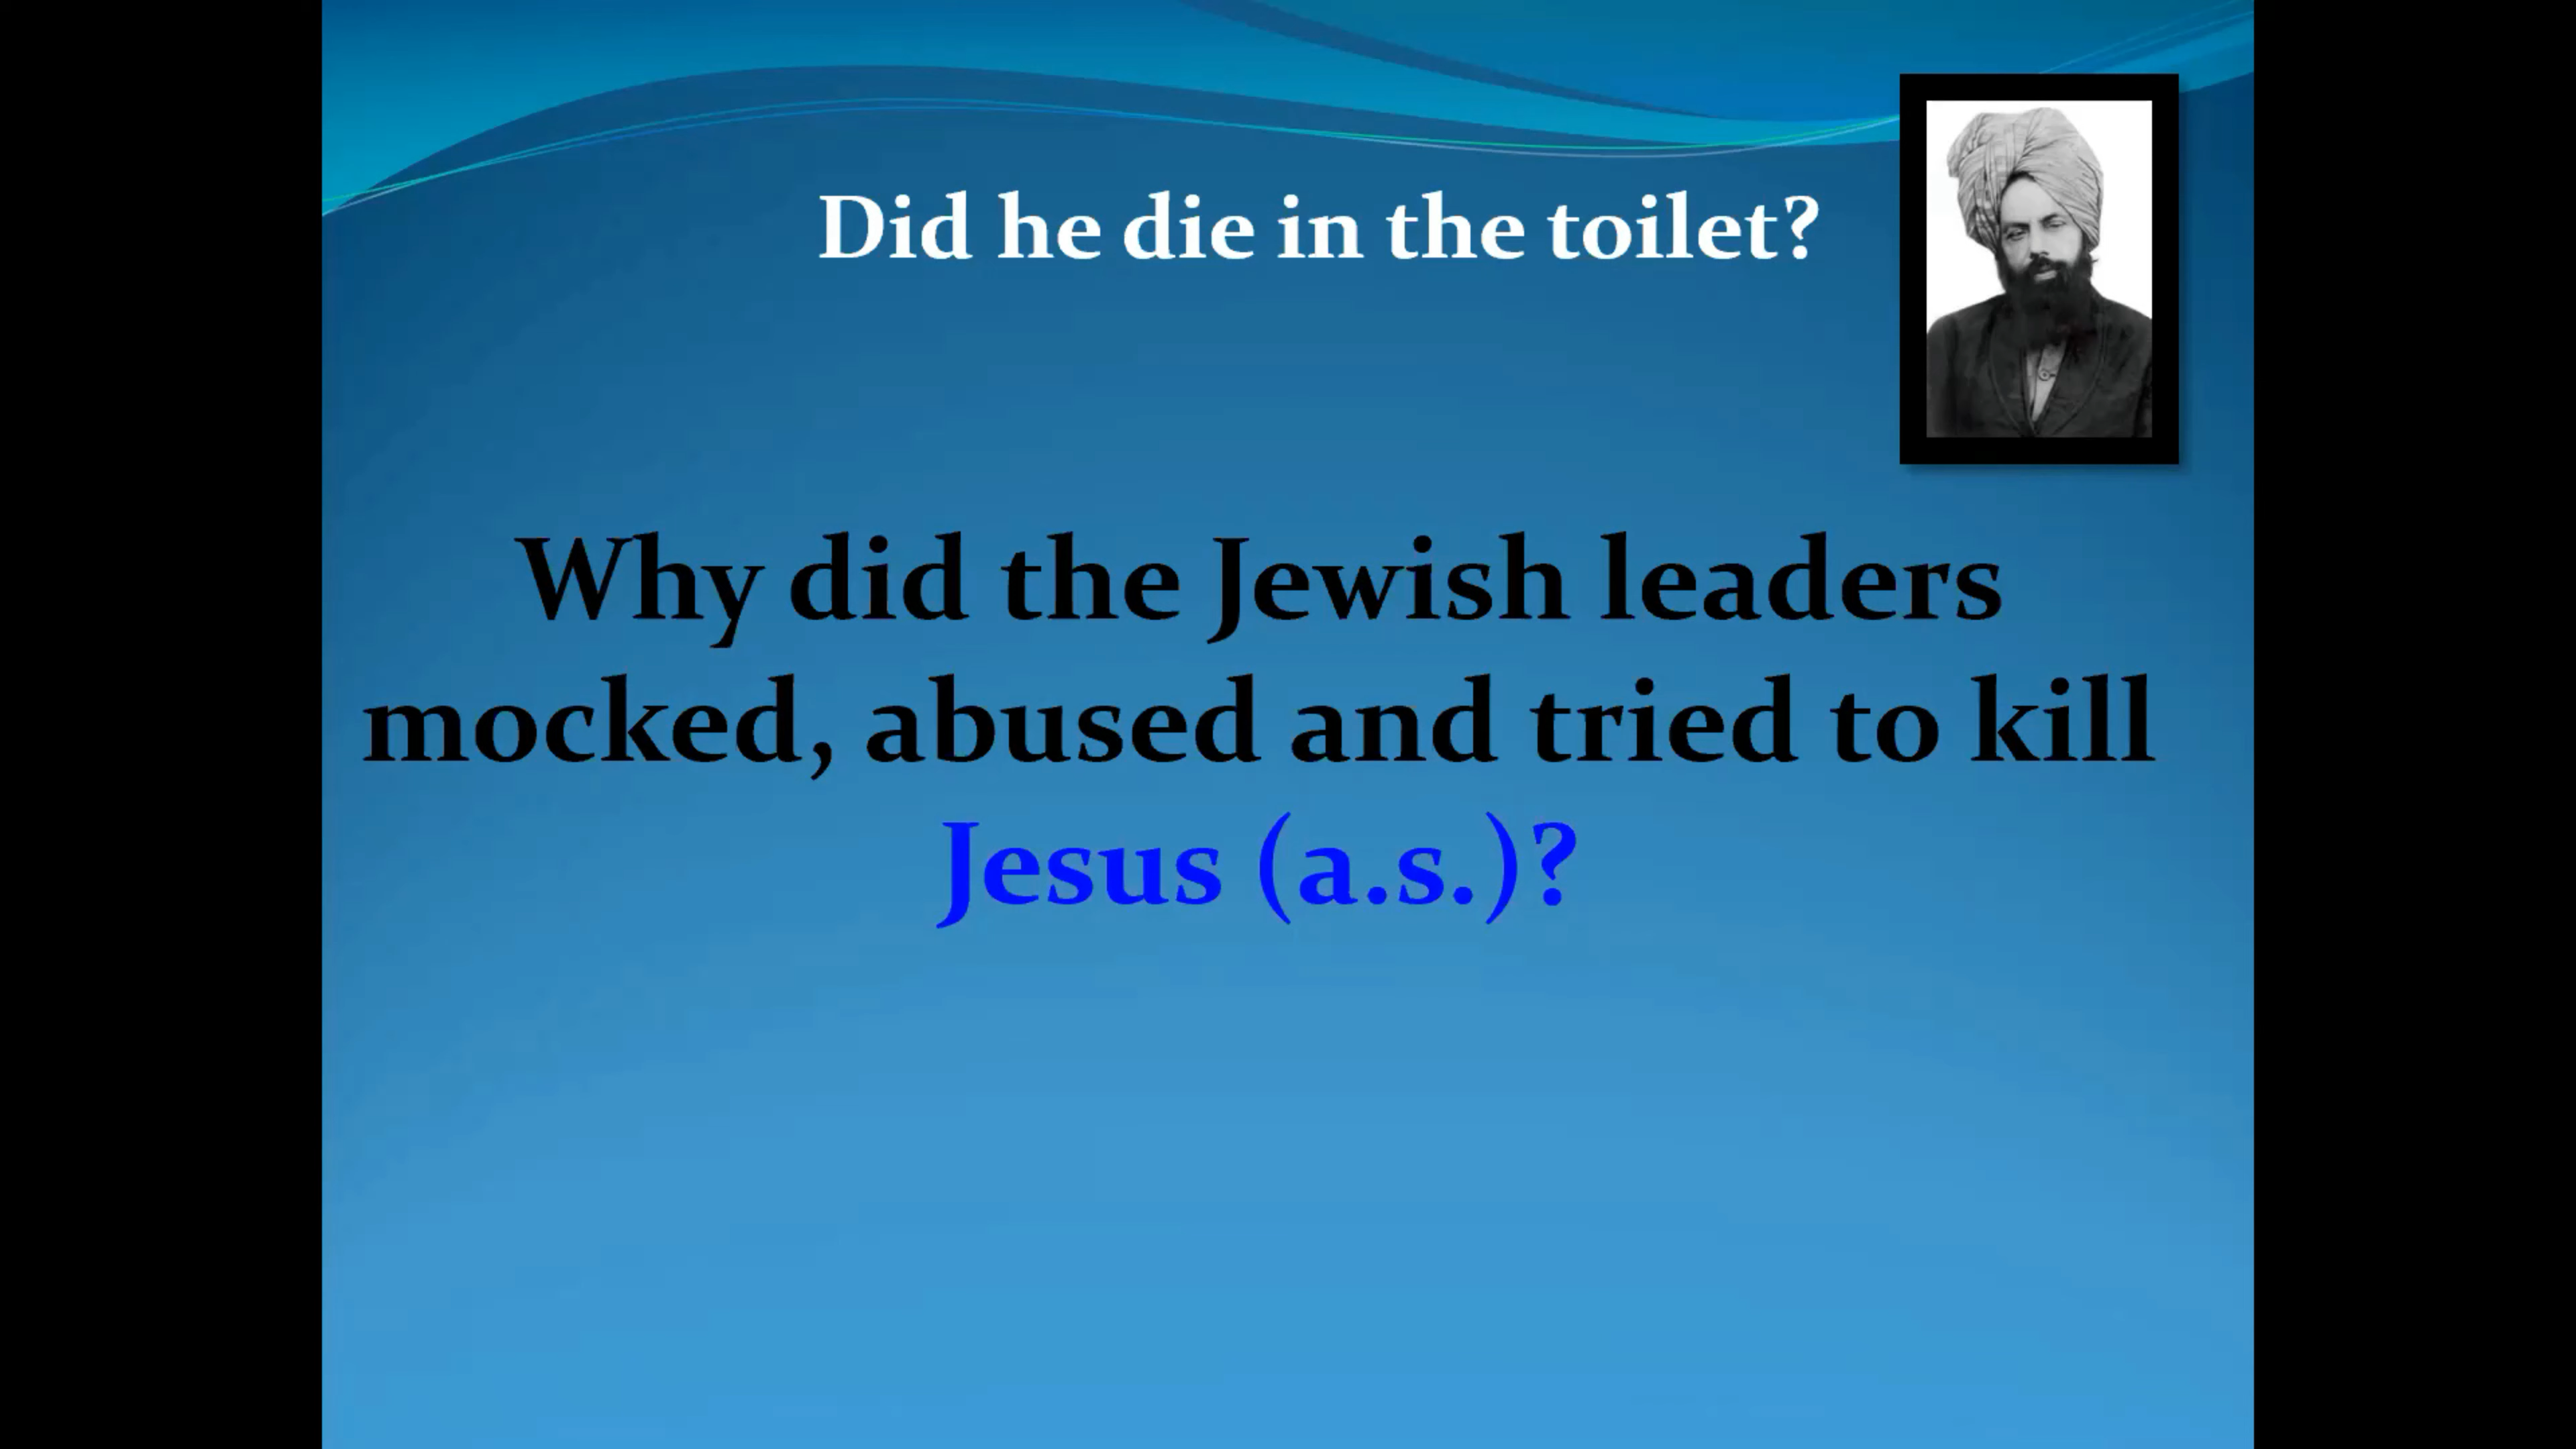 Did he die in the toilet?
Why did the Jewish leaders
mocked, abused and tried to kill
Jesus (a.s.)?